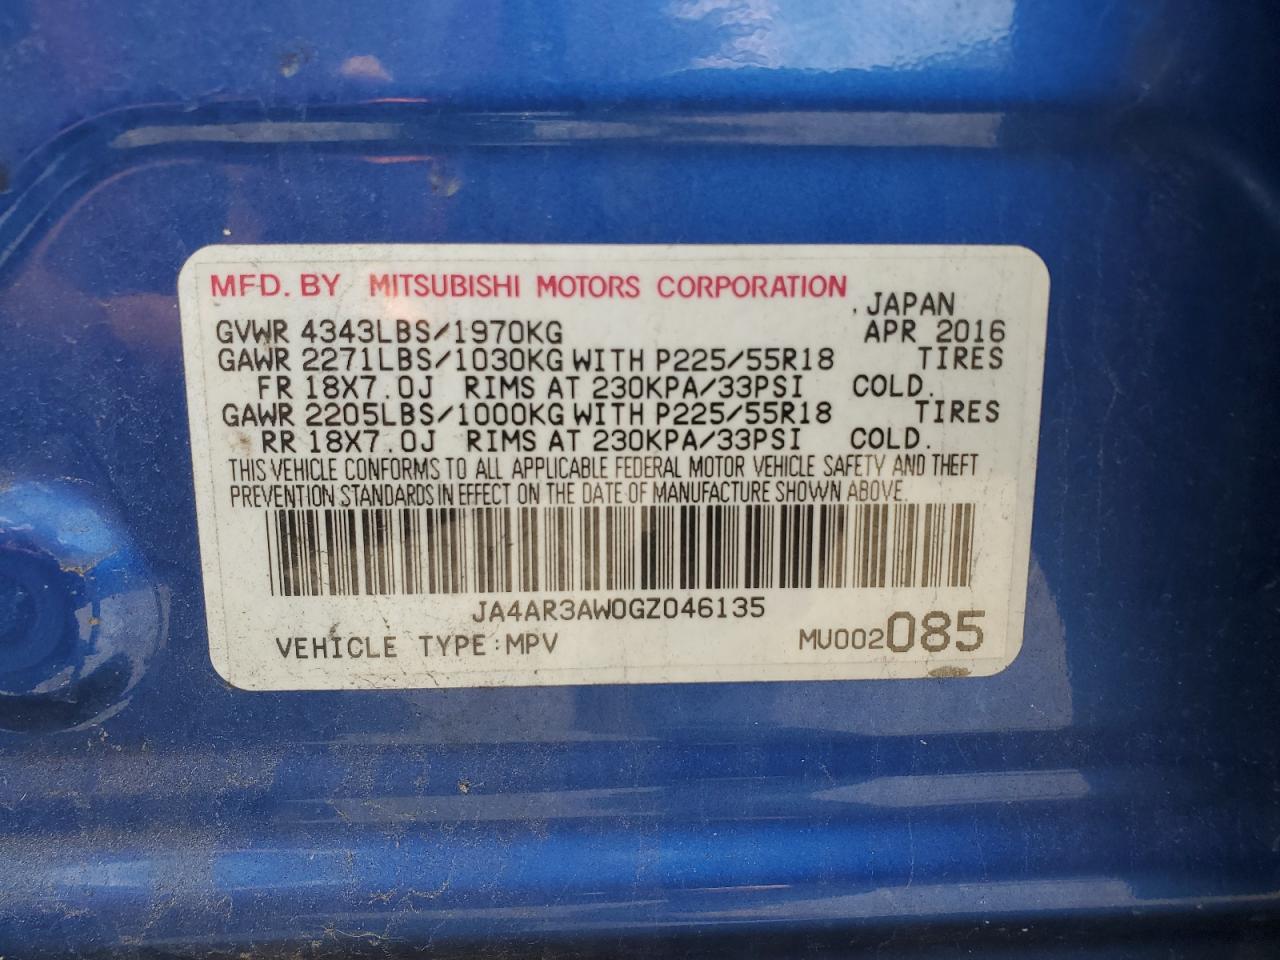 MFD. BY MITSUBISHI MOTORS CORPORATION JAPAN
GVWR 4343LBS/1970KG APR 2016
GAWR 2271LBS/1030KG WITH P225/55R18 TIRES
FR 18X7.0J RIMS AT 230KPA/33PSI COLD.
GAWR 2205LBS/1000KG WITH P225/55R18 TIRES
RR 18X7.0J RIMS AT 230KPA/33PSI COLD.
THIS VEHICLE CONFORMS TO ALL APPLICABLE FEDERAL MOTOR VEHICLE SAFETY AND THEFT
PREVENTION STANDARDS IN EFFECT ON THE DATE OF MANUFACTURE SHOWN ABOVE.
JA4AR3AW0GZ046135
VEHICLE TYPE:MPV MU002085